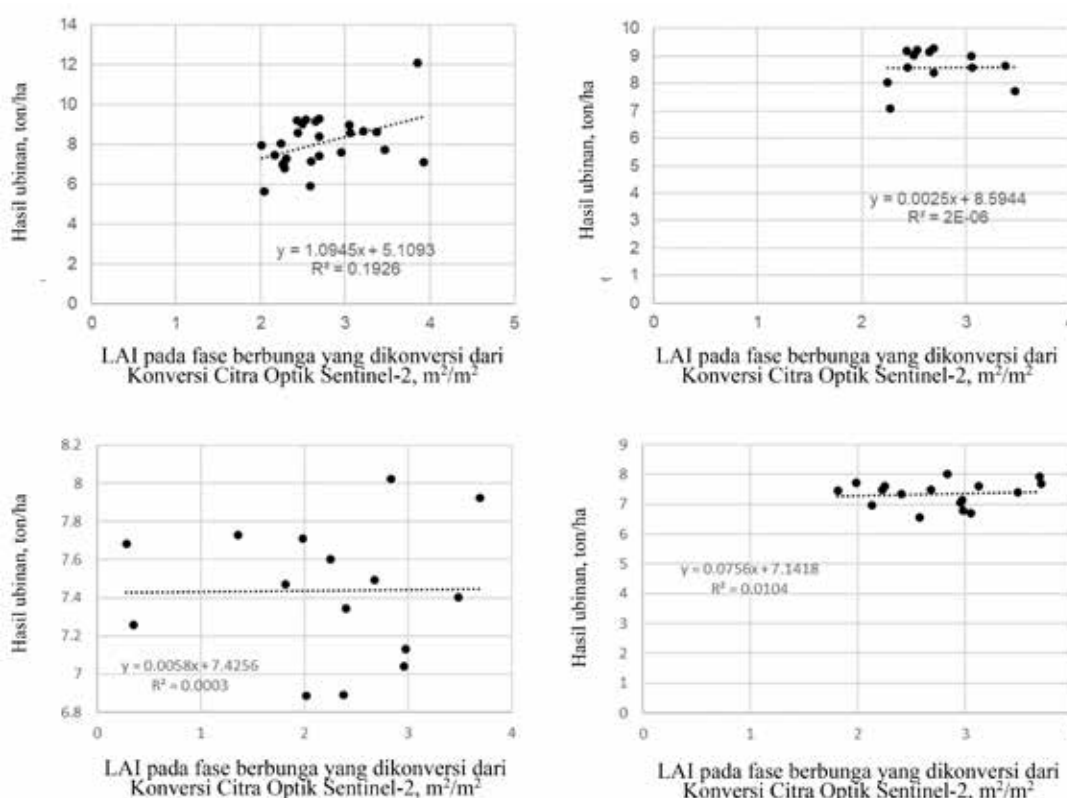 14
12
10
8
6
4
2
0
Hasil ubinan, ton/ha
y = 1.0945x + 5.1093
R² = 0.1926
0 1 2 3 4 5
LAI pada fase berbunga yang dikonversi dari
Konversi Citra Optik Sentinel-2, m²/m²
10
9
8
7
6
5
4
3
2
1
0
Hasil ubinan, ton/ha
y = 0.0025x + 8.5944
R² = 2E-06
0 1 2 3
LAI pada fase berbunga yang dikonversi dari
Konversi Citra Optik Sentinel-2, m²/m²
8.2
8
7.8
7.6
7.4
7.2
7
6.8
Hasil ubinan, ton/ha
y = 0.0058x + 7.4256
R² = 0.0003
0 1 2 3 4
LAI pada fase berbunga yang dikonversi dari
Konversi Citra Optik Sentinel-2, m²/m²
9
8
7
6
5
4
3
2
1
0
Hasil ubinan, ton/ha
y = 0.0756x + 7.1418
R² = 0.0104
0 1 2 3
LAI pada fase berbunga yang dikonversi dari
Konversi Citra Optik Sentinel-2, m²/m²